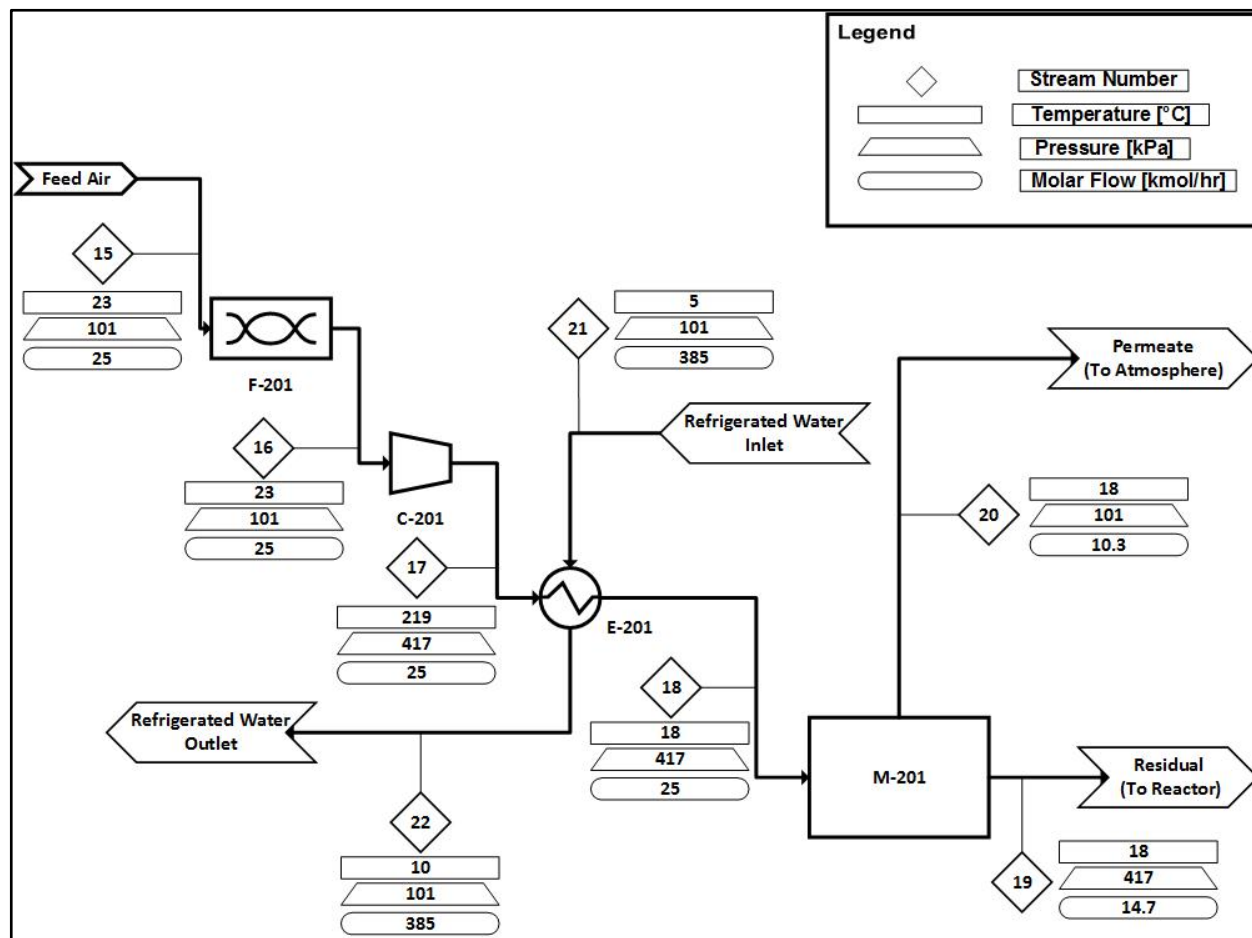 Legend
Stream Number
Temperature [°C]
Pressure [kPa]
Molar Flow [kmol/hr]
Feed Air
15
23
101
25
F-201
16
23
101
25
C-201
17
219
417
25
21
5
101
385
Refrigerated Water
Inlet
E-201
Refrigerated Water
Outlet
22
10
101
385
18
18
417
25
M-201
Permeate
(To Atmosphere)
20
18
101
10.3
Residual
(To Reactor)
19
18
417
14.7